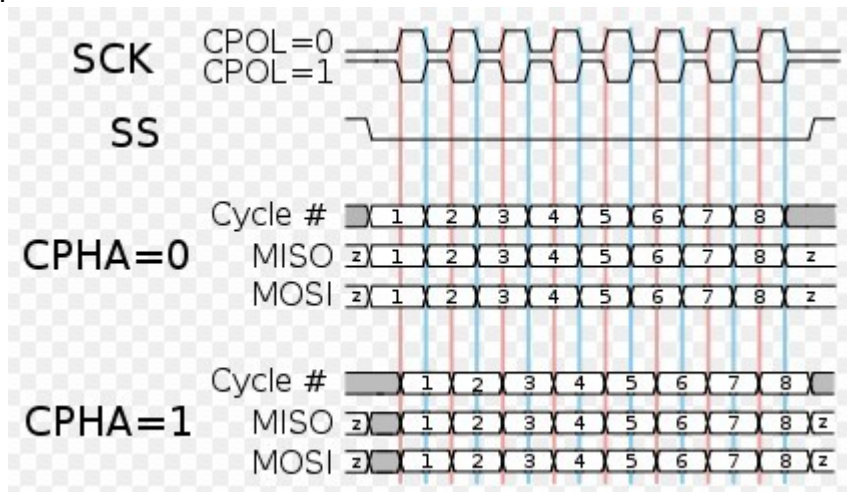 SCK CPOL=0
CPOL=1
SS
Cycle # 1 2 3 4 5 6 7 8
CPHA=0 MISO z 1 2 3 4 5 6 7 8 z
MOSI z 1 2 3 4 5 6 7 8 z
Cycle # 1 2 3 4 5 6 7 8
CPHA=1 MISO z 1 2 3 4 5 6 7 8 z
MOSI z 1 2 3 4 5 6 7 8 z